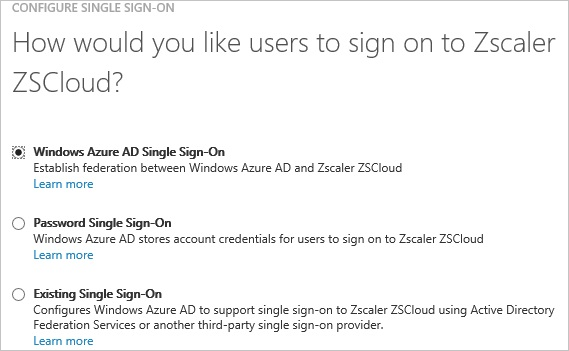 CONFIGURE SINGLE SIGN-ON
How would you like users to sign on to Zscaler
ZSCloud?
Windows Azure AD Single Sign-On
Establish federation between Windows Azure AD and Zscaler ZSCloud
Learn more
Password Single Sign-On
Windows Azure AD stores account credentials for users to sign on to Zscaler ZSCloud
Learn more
Existing Single Sign-On
Configures Windows Azure AD to support single sign-on to Zscaler ZSCloud using Active Directory
Federation Services or another third-party single sign-on provider.
Learn more